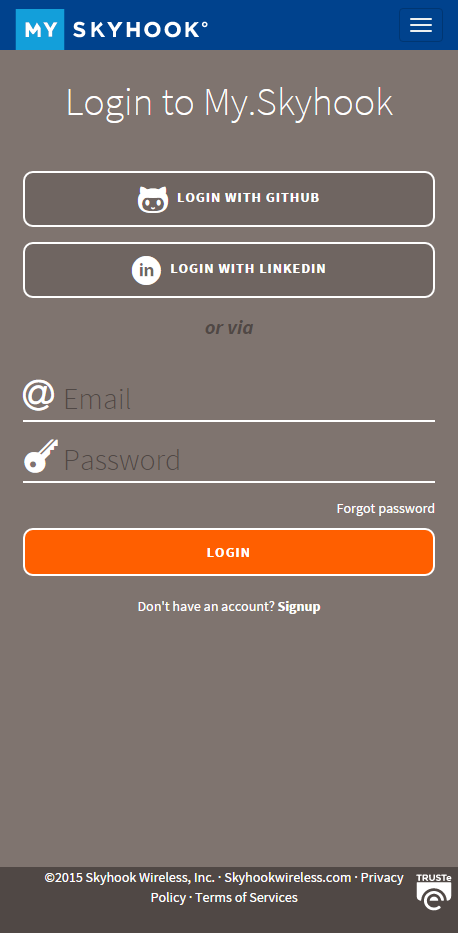 MY SKYHOOK°
Login to My.Skyhook
LOGIN WITH GITHUB
in LOGIN WITH LINKEDIN
or via
@ Email
Password
Forgot password
LOGIN
Don't have an account? Signup
©2015 Skyhook Wireless, Inc. · Skyhookwireless.com · Privacy
Policy · Terms of Services
TRUSTe